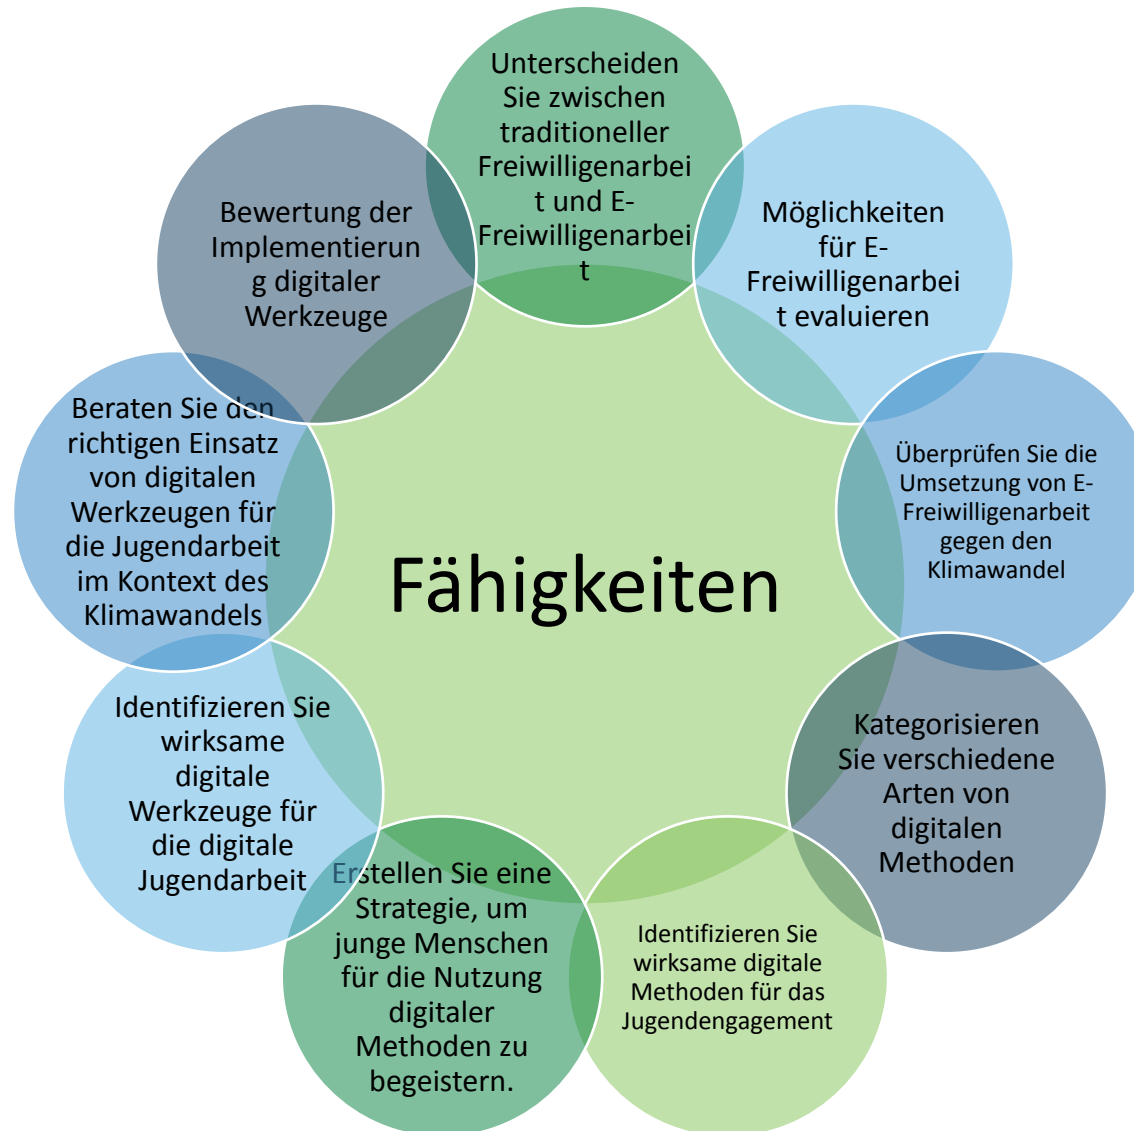 Unterscheiden
Sie zwischen
traditioneller
Freiwilligenarbei
t und E-
Freiwilligenarbei
t
Möglichkeiten
für E-
Freiwilligenarbei
t evaluieren
Überprüfen Sie die
Umsetzung von E-
Freiwilligenarbeit
gegen den
Klimawandel
Kategorisieren
Sie verschiedene
Arten von
digitalen
Methoden
Identifizieren Sie
wirksame digitale
Methoden für das
Jugendengagement
Erstellen Sie eine
Strategie, um
junge Menschen
für die Nutzung
digitaler
Methoden zu
begeistern.
Identifizieren Sie
wirksame
digitale
Werkzeuge für
die digitale
Jugendarbeit
Beraten Sie den
richtigen Einsatz
von digitalen
Werkzeugen für
die Jugendarbeit
im Kontext des
Klimawandels
Bewertung der
Implementierun
g digitaler
Werkzeuge
Fähigkeiten